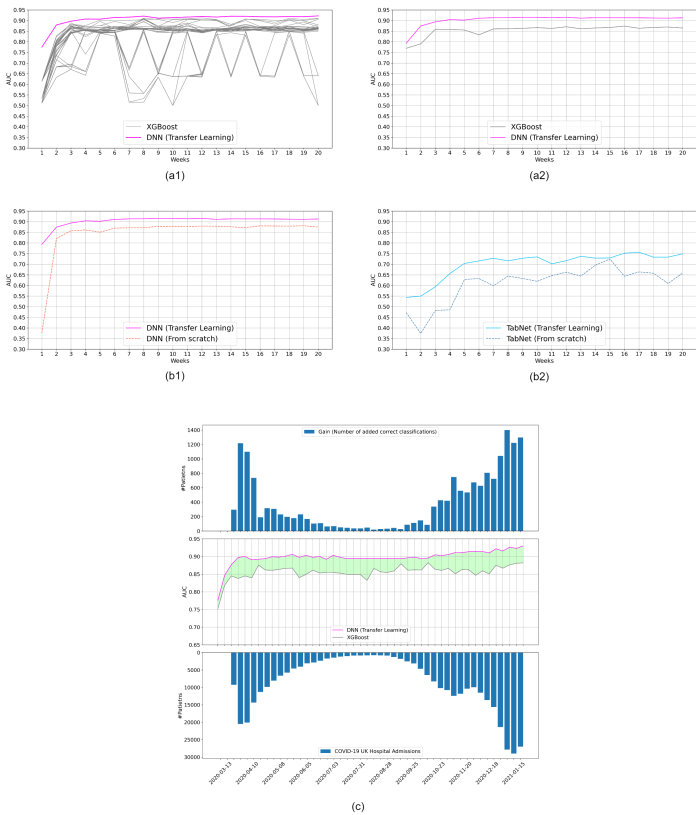 0.95
0.90
0.85
0.80
0.75
0.70
0.65
0.60
0.55
0.50
0.45
0.40
0.35
0.30
AUC
XGBoost
DNN (Transfer Learning)
1 2 3 4 5 6 7 8 9 10 11 12 13 14 15 16 17 18 19 20
Weeks
(a1)
0.95
0.90
0.85
0.80
0.75
0.70
0.65
0.60
0.55
0.50
0.45
0.40
0.35
0.30
AUC
XGBoost
DNN (Transfer Learning)
1 2 3 4 5 6 7 8 9 10 11 12 13 14 15 16 17 18 19 20
Weeks
(a2)
0.95
0.90
0.85
0.80
0.75
0.70
0.65
0.60
0.55
0.50
0.45
0.40
0.35
0.30
AUC
DNN (Transfer Learning)
DNN (From scratch)
1 2 3 4 5 6 7 8 9 10 11 12 13 14 15 16 17 18 19 20
Weeks
(b1)
0.95
0.90
0.85
0.80
0.75
0.70
0.65
0.60
0.55
0.50
0.45
0.40
0.35
0.30
AUC
TabNet (Transfer Learning)
TabNet (From scratch)
1 2 3 4 5 6 7 8 9 10 11 12 13 14 15 16 17 18 19 20
Weeks
(b2)
1400
1200
1000
800
600
400
200
0
#Patietns
Gain (Number of added correct classifications)
0.95
0.90
0.85
0.80
0.75
0.70
0.65
AUC
DNN (Transfer Learning)
XGBoost
0
5000
10000
15000
20000
25000
30000
#Patietns
COVID-19 UK Hospital Admissions
2020-03-13 2020-04-10 2020-05-08 2020-06-05 2020-07-03 2020-07-31 2020-08-28 2020-09-25 2020-10-23 2020-11-20 2020-12-18 2021-01-15
(c)